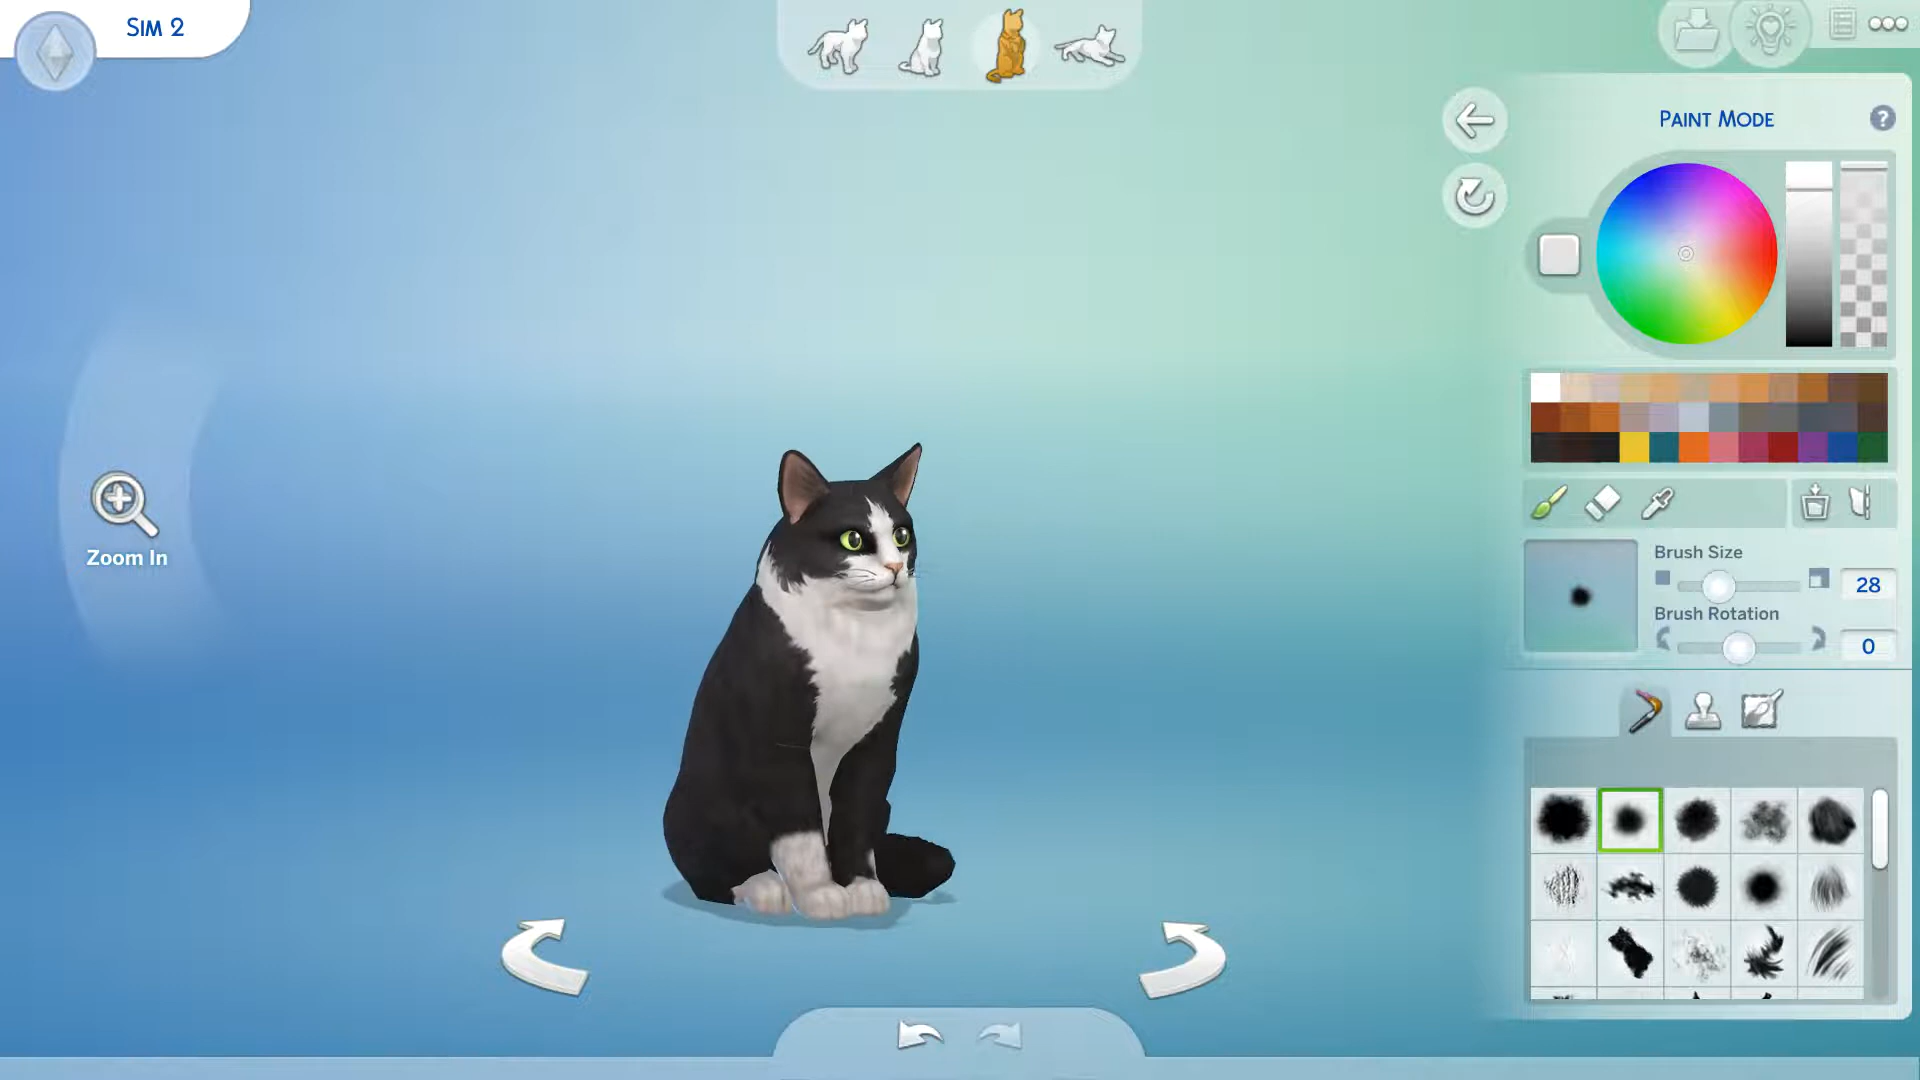 SIM 2
PAINT MODE
?
Zoom In
Brush Size
28
Brush Rotation
0